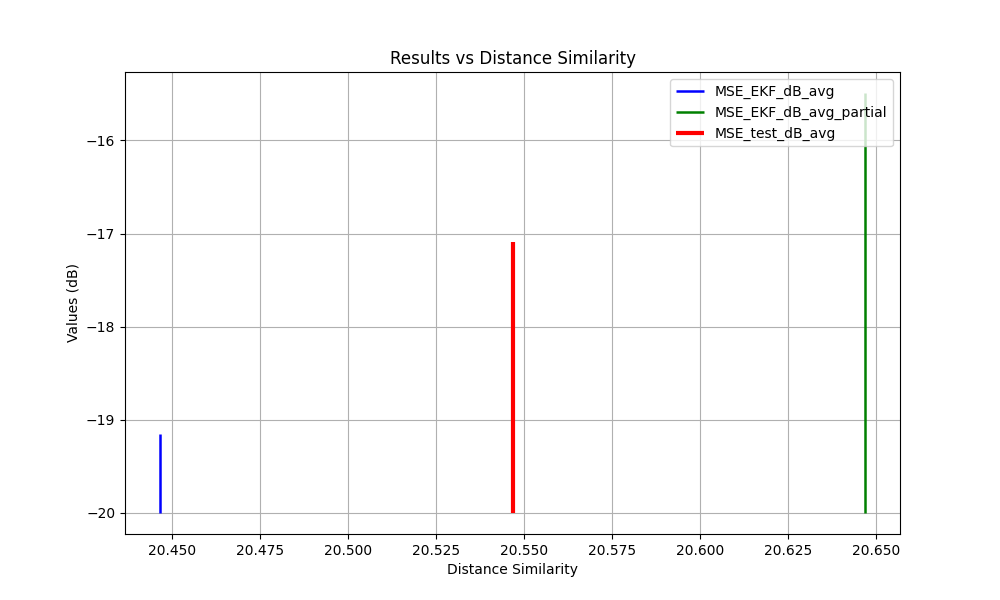 Results vs Distance Similarity
MSE_EKF_dB_avg
MSE_EKF_dB_avg_partial
MSE_test_dB_avg
Values (dB)
−16
−17
−18
−19
−20
20.450 20.475 20.500 20.525 20.550 20.575 20.600 20.625 20.650
Distance Similarity